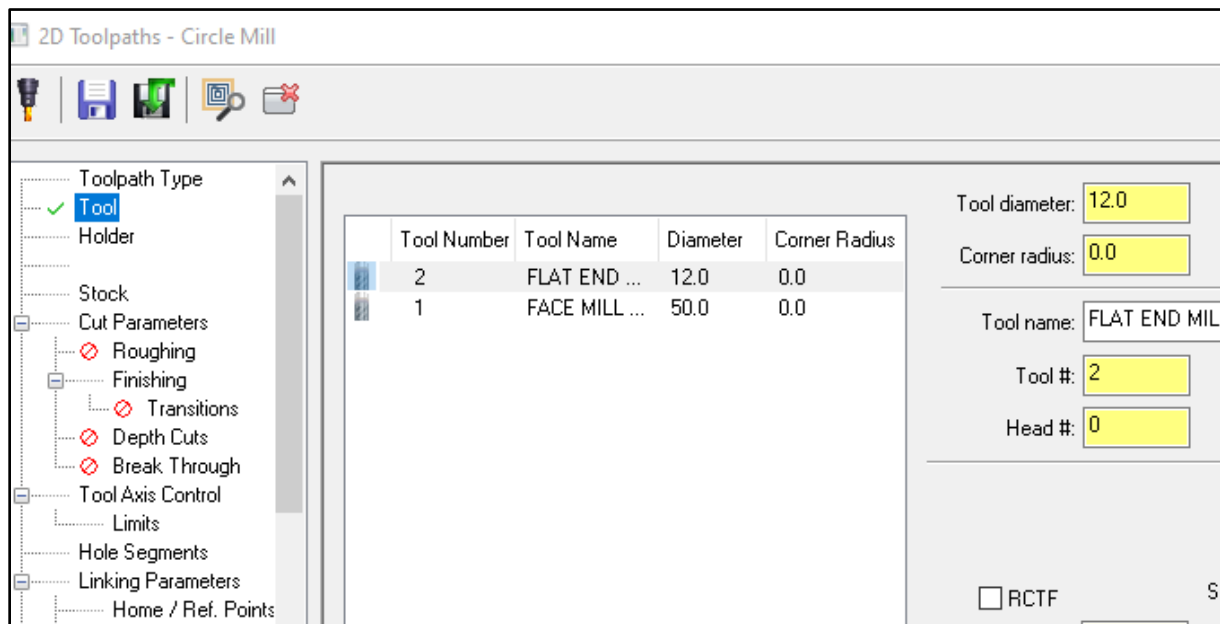 2D Toolpaths - Circle Mill
Toolpath Type
Tool
Holder
Stock
Cut Parameters
Roughing
Finishing
Transitions
Depth Cuts
Break Through
Tool Axis Control
Limits
Hole Segments
Linking Parameters
Home / Ref. Points
Tool Number Tool Name Diameter Corner Radius
2 FLAT END ... 12.0 0.0
1 FACE MILL ... 50.0 0.0
Tool diameter: 12.0
Corner radius: 0.0
Tool name: FLAT END MIL
Tool #: 2
Head #: 0
RCTF
S